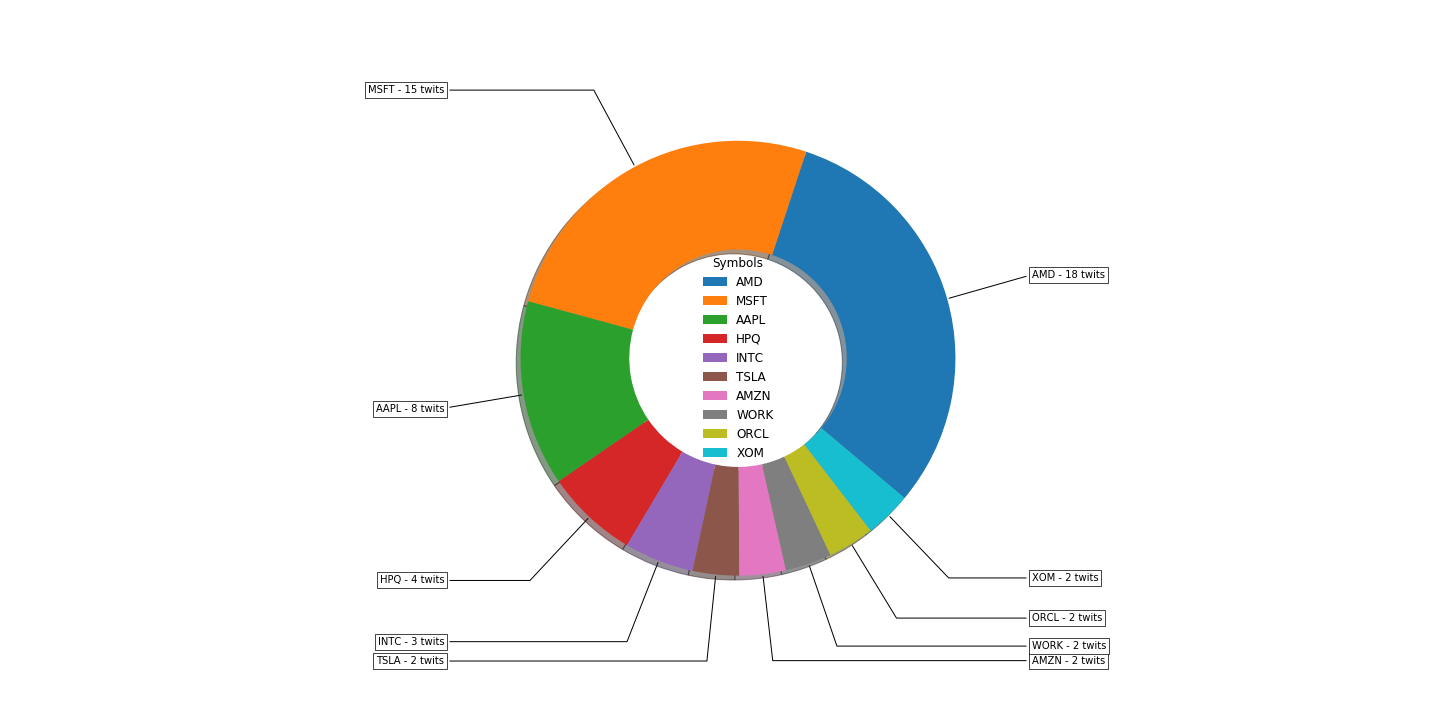 MSFT - 15 twits
AMD - 18 twits
Symbols
AMD
MSFT
AAPL
HPQ
INTC
TSLA
AMZN
WORK
ORCL
XOM
AAPL - 8 twits
HPQ - 4 twits
XOM - 2 twits
ORCL - 2 twits
INTC - 3 twits
WORK - 2 twits
TSLA - 2 twits
AMZN - 2 twits